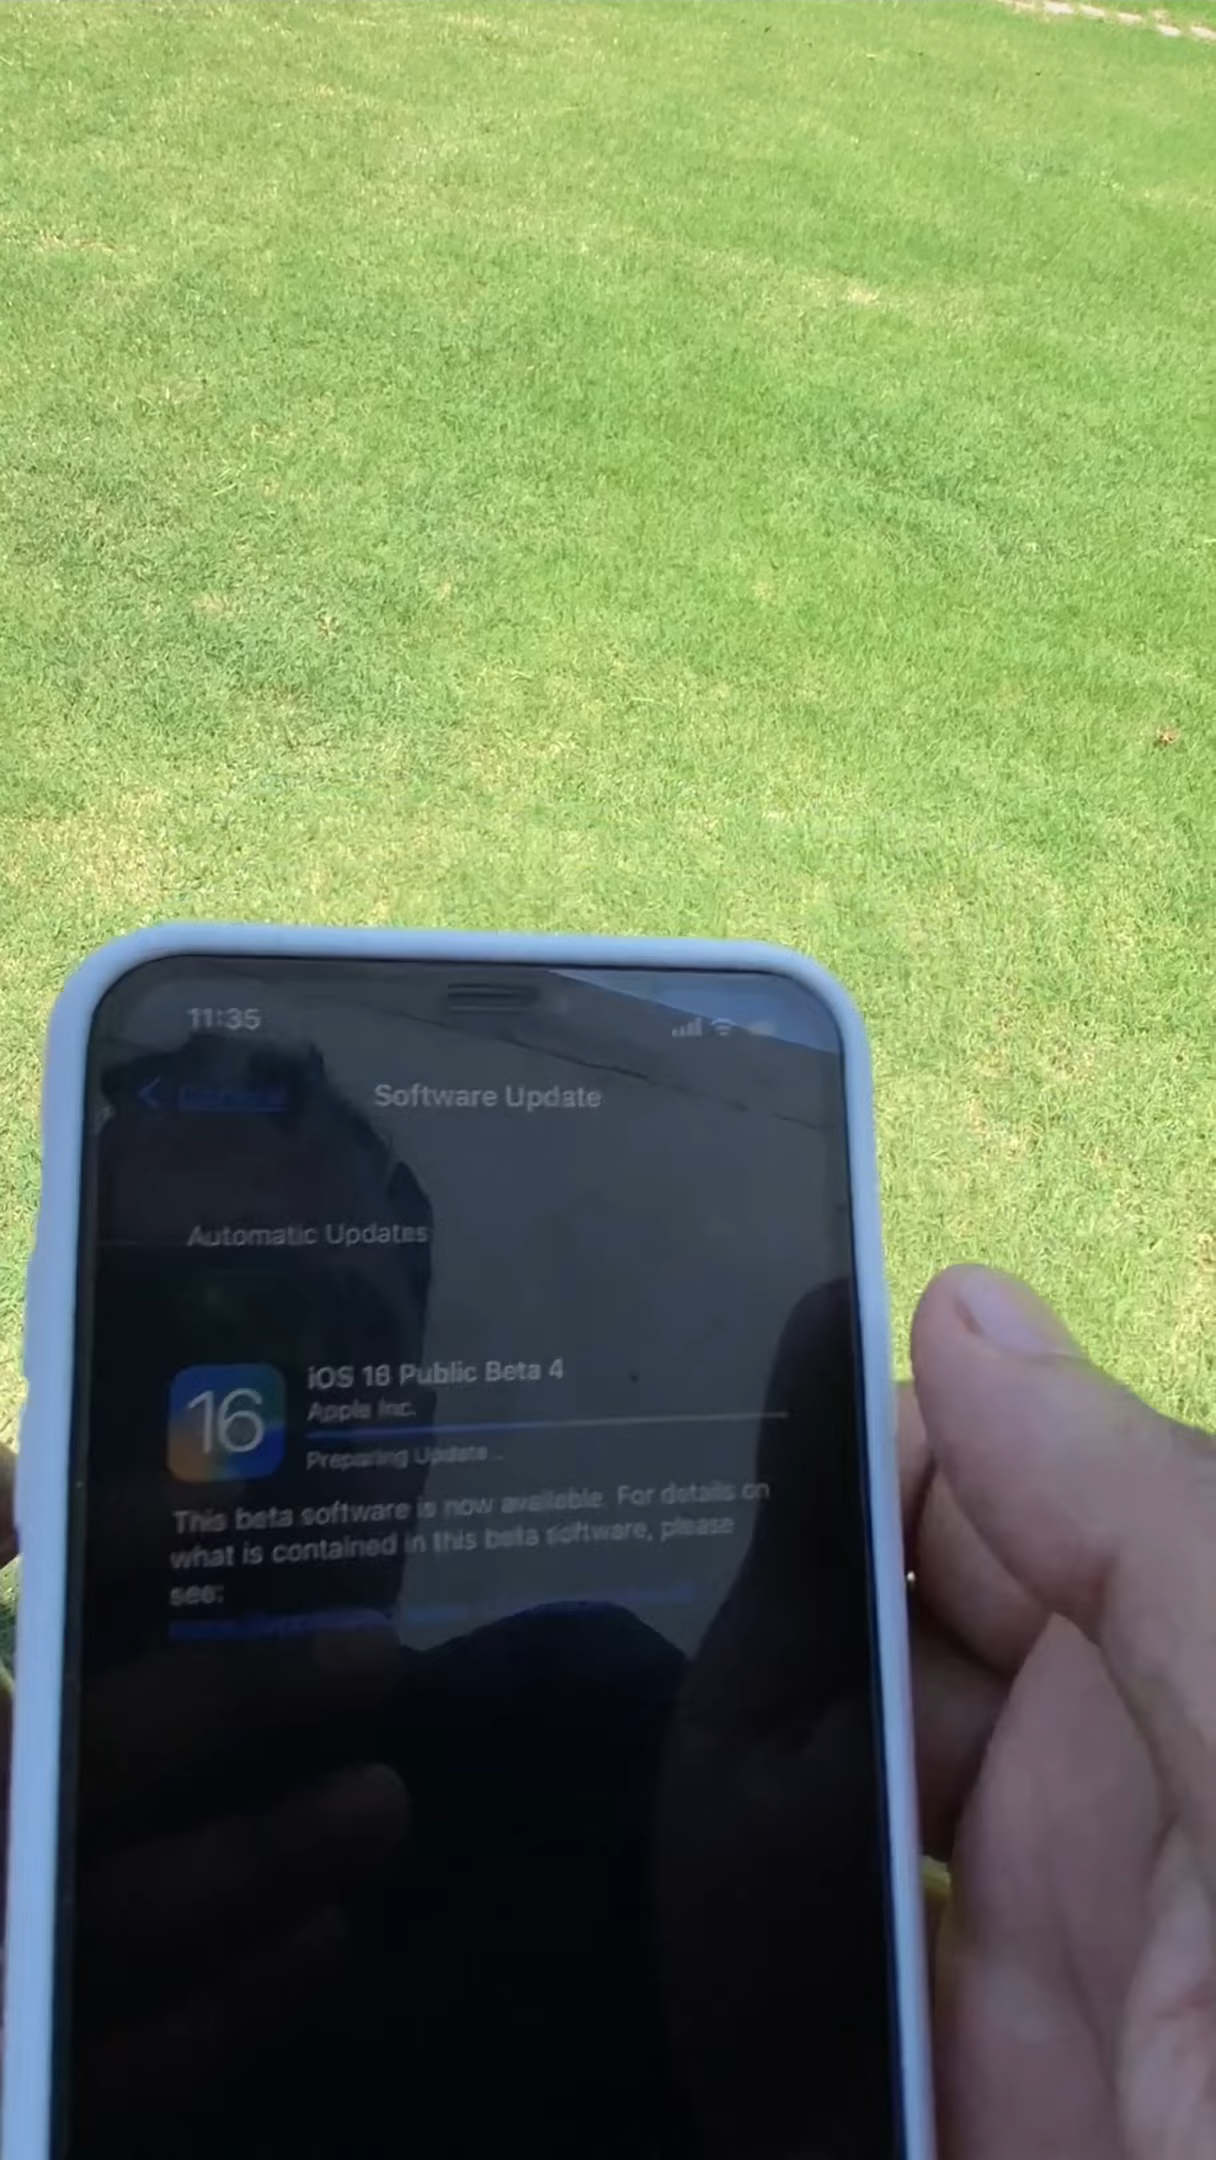 11:35
Software Update
Automatic Updates
16
iOS 16 Public Beta 4
Apple Inc.
Preparing Update...
This beta software is now available. For details on
what is contained in this beta software, please
see: